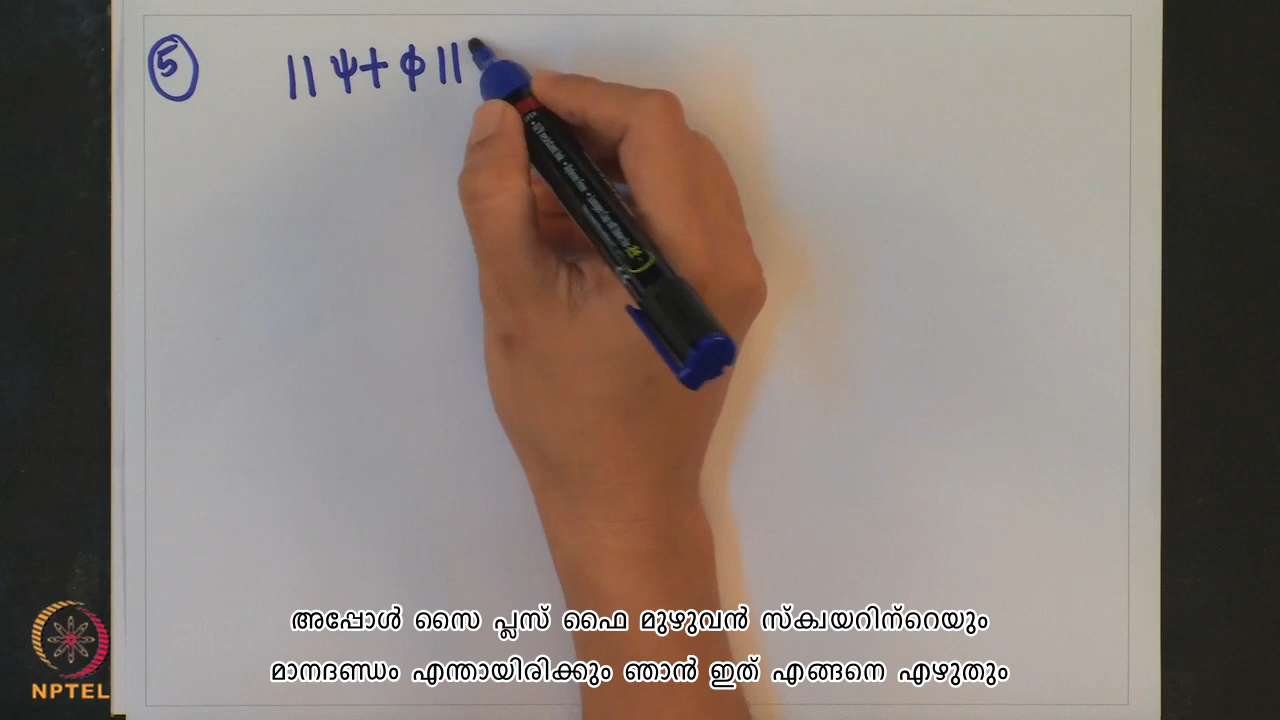 ⑤ || ψ + φ ||
അപ്പോൾ സൈ പ്ലസ് ഫൈ മുഴുവൻ സ്ക്വയറിന്റെയും
മാനദണ്ഡം എന്തായിരിക്കും ഞാൻ ഇത് എങ്ങനെ എഴുതും
NPTEL